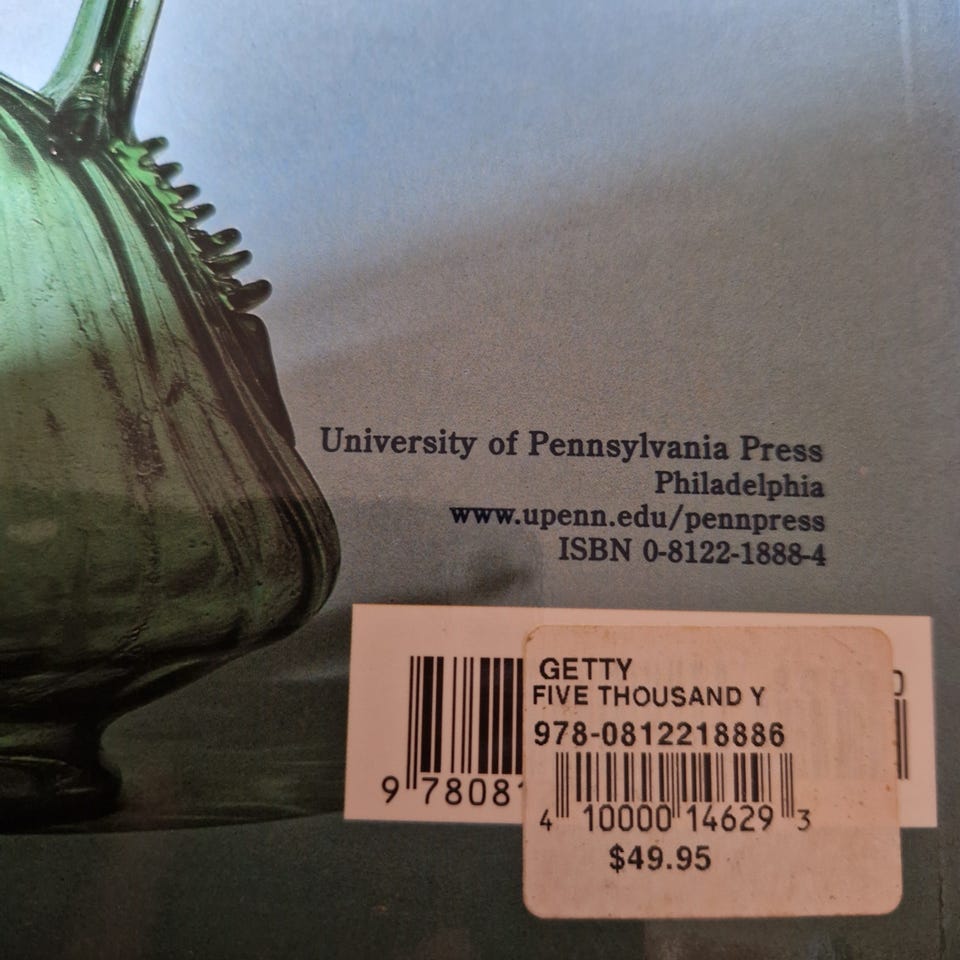 University of Pennsylvania Press
Philadelphia
www.upenn.edu/pennpress
ISBN 0-8122-1888-4
GETTY
FIVE THOUSAND Y
978-0812218886
9 78081
4 10000 14629 3
$49.95